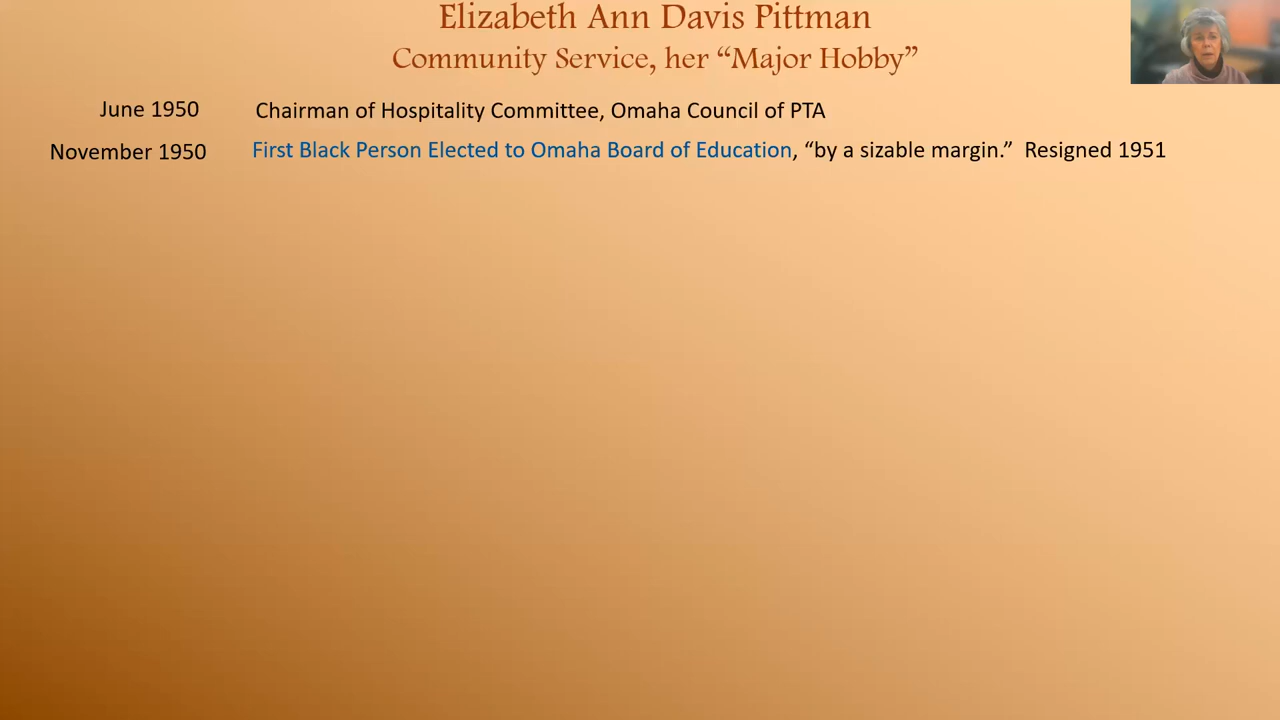 Elizabeth Ann Davis Pittman
Community Service, her “Major Hobby”
June 1950 Chairman of Hospitality Committee, Omaha Council of PTA
November 1950 First Black Person Elected to Omaha Board of Education, “by a sizable margin.” Resigned 1951